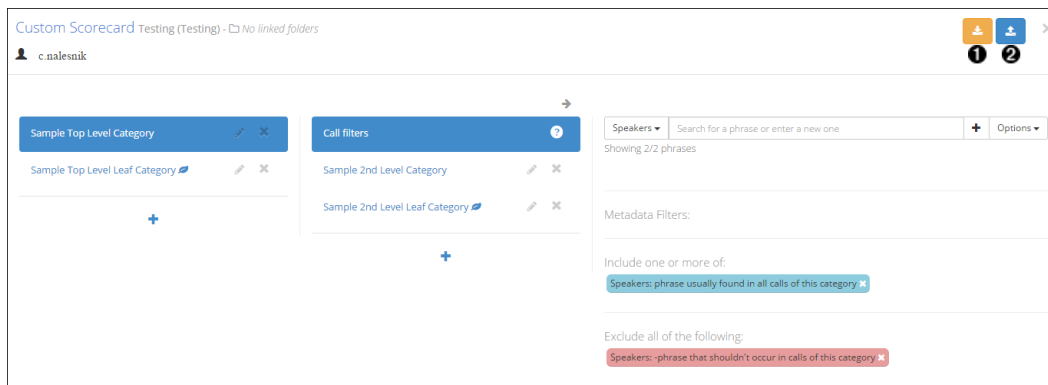 Custom Scorecard Testing (Testing) - No linked folders
c.nalesnik
1 2
Sample Top Level Category
Sample Top Level Leaf Category
Call filters
Sample 2nd Level Category
Sample 2nd Level Leaf Category
Speakers Search for a phrase or enter a new one Options
Showing 2/2 phrases
Metadata Filters:
Include one or more of:
Speakers: phrase usually found in all calls of this category
Exclude all of the following:
Speakers: -phrase that shouldn't occur in calls of this category